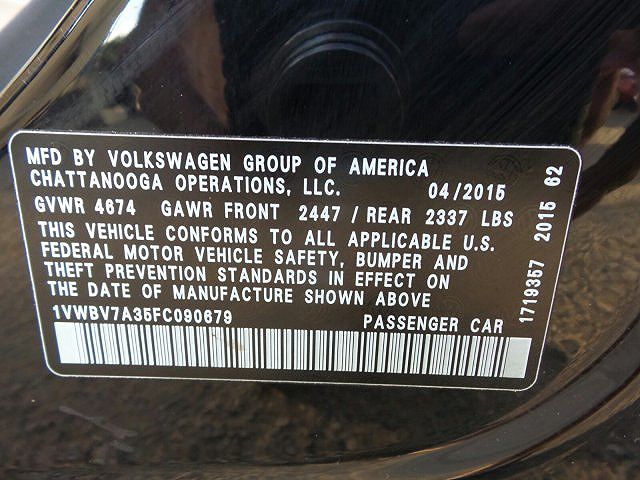 MFD BY VOLKSWAGEN GROUP OF AMERICA
CHATTANOOGA OPERATIONS, LLC. 04/2015
GVWR 4674 GAWR FRONT 2447 / REAR 2337 LBS
THIS VEHICLE CONFORMS TO ALL APPLICABLE U.S.
FEDERAL MOTOR VEHICLE SAFETY, BUMPER AND
THEFT PREVENTION STANDARDS IN EFFECT ON
THE DATE OF MANUFACTURE SHOWN ABOVE
1VWBV7A35FC090679 PASSENGER CAR
1719357 2015 62